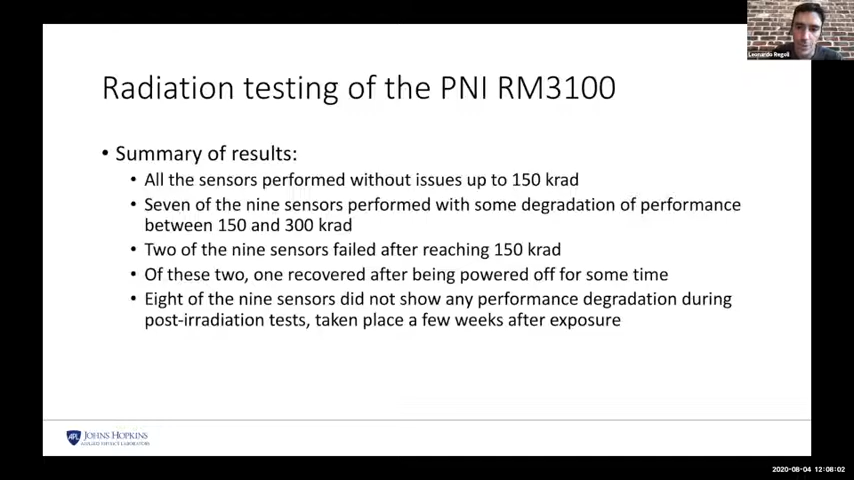 Leonardo Regoli
Radiation testing of the PNI RM3100
• Summary of results:
• All the sensors performed without issues up to 150 krad
• Seven of the nine sensors performed with some degradation of performance
between 150 and 300 krad
• Two of the nine sensors failed after reaching 150 krad
• Of these two, one recovered after being powered off for some time
• Eight of the nine sensors did not show any performance degradation during
post-irradiation tests, taken place a few weeks after exposure
APL
JOHNS HOPKINS
APPLIED PHYSICS LABORATORY
2020-08-04 12:08:02